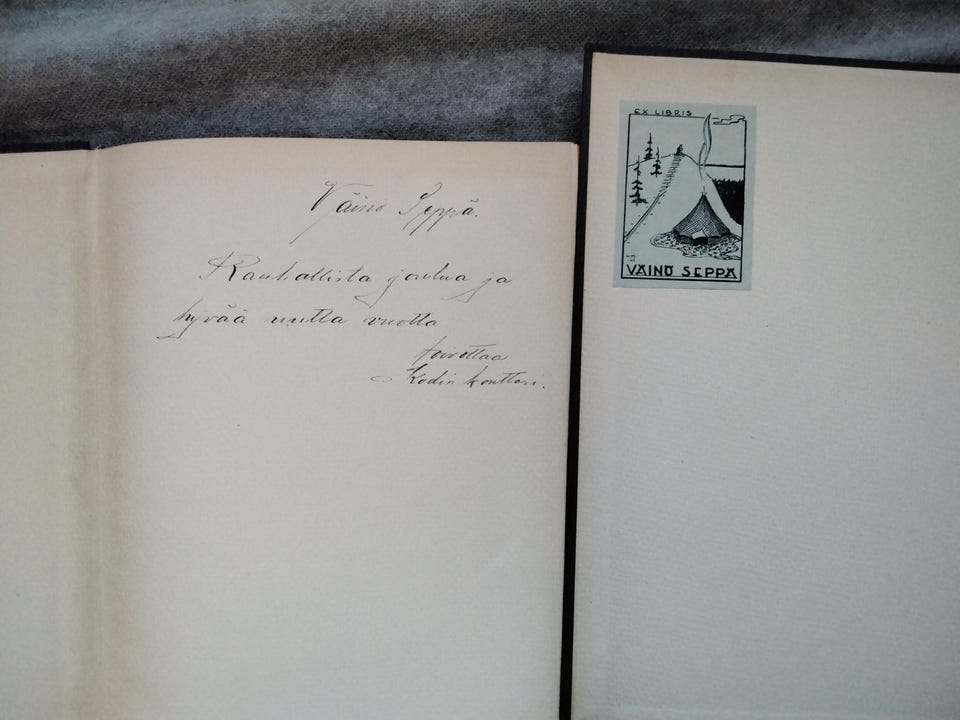 Väinö Seppä.
Rauhallista joulua ja
hyvää uutta vuotta
toivottaa
Kodin konttori.
EX LIBRIS
VÄINÖ SEPPÄ